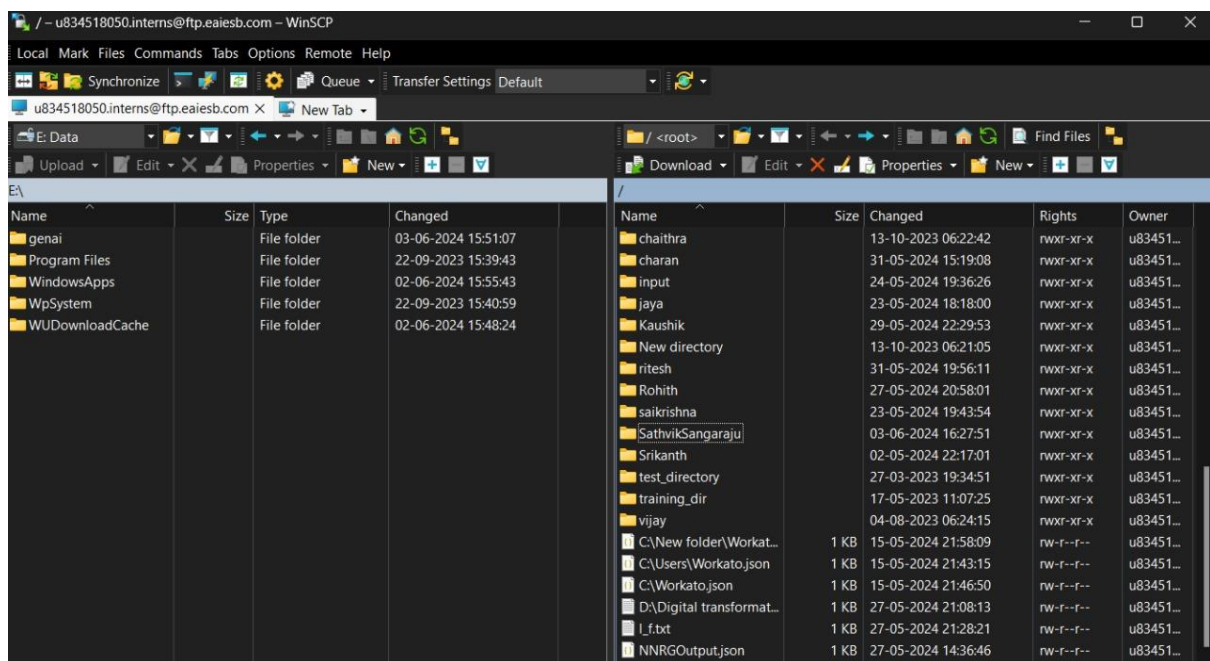 / – u834518050.interns@ftp.eaiesb.com – WinSCP
Local Mark Files Commands Tabs Options Remote Help
Synchronize Queue Transfer Settings Default
u834518050.interns@ftp.eaiesb.com × New Tab
E: Data / <root> Find Files
Upload Edit Properties New Download Edit Properties New
E:\ /
Name Size Type Changed Name Size Changed Rights Owner
genai File folder 03-06-2024 15:51:07 chaithra 13-10-2023 06:22:42 rwxr-xr-x u83451...
Program Files File folder 22-09-2023 15:39:43 charan 31-05-2024 15:19:08 rwxr-xr-x u83451...
WindowsApps File folder 02-06-2024 15:55:43 input 24-05-2024 19:36:26 rwxr-xr-x u83451...
WpSystem File folder 22-09-2023 15:40:59 jaya 23-05-2024 18:18:00 rwxr-xr-x u83451...
WUDownloadCache File folder 02-06-2024 15:48:24 Kaushik 29-05-2024 22:29:53 rwxr-xr-x u83451...
New directory 13-10-2023 06:21:05 rwxr-xr-x u83451...
ritesh 31-05-2024 19:56:11 rwxr-xr-x u83451...
Rohith 27-05-2024 20:58:01 rwxr-xr-x u83451...
saikrishna 23-05-2024 19:43:54 rwxr-xr-x u83451...
SathvikSangaraju 03-06-2024 16:27:51 rwxr-xr-x u83451...
Srikanth 02-05-2024 22:17:01 rwxr-xr-x u83451...
test_directory 27-03-2023 19:34:51 rwxr-xr-x u83451...
training_dir 17-05-2023 11:07:25 rwxr-xr-x u83451...
vijay 04-08-2023 06:24:15 rwxr-xr-x u83451...
C:\New folder\Workat... 1 KB 15-05-2024 21:58:09 rw-r--r-- u83451...
C:\Users\Workato.json 1 KB 15-05-2024 21:43:15 rw-r--r-- u83451...
C:\Workato.json 1 KB 15-05-2024 21:46:50 rw-r--r-- u83451...
D:\Digital transformat... 1 KB 27-05-2024 21:08:13 rw-r--r-- u83451...
l_f.txt 1 KB 27-05-2024 21:28:21 rw-r--r-- u83451...
NNRGOutput.json 1 KB 27-05-2024 14:36:46 rw-r--r-- u83451...